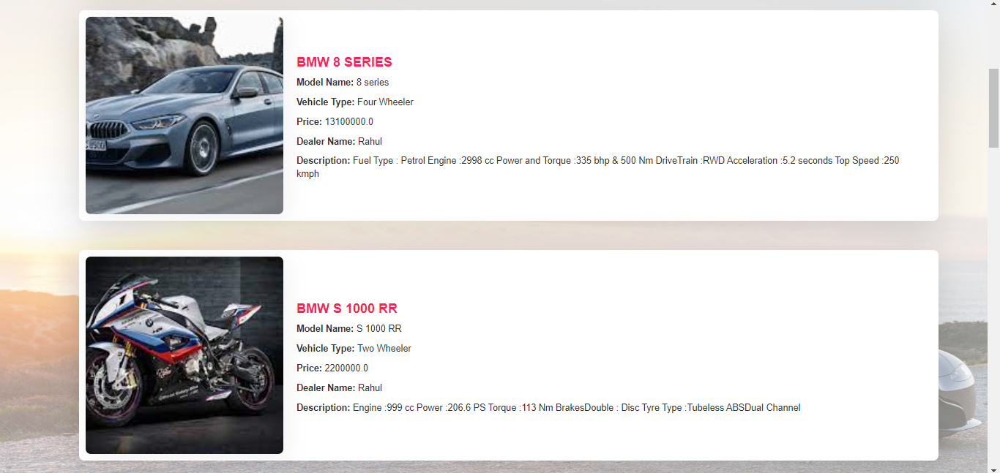 BMW 8 SERIES
Model Name: 8 series
Vehicle Type: Four Wheeler
Price: 13100000.0
Dealer Name: Rahul
Description: Fuel Type : Petrol Engine :2998 cc Power and Torque :335 bhp & 500 Nm DriveTrain :RWD Acceleration :5.2 seconds Top Speed :250
kmph
1
BMW S 1000 RR
Model Name: S 1000 RR
Vehicle Type: Two Wheeler
Price: 2200000.0
Dealer Name: Rahul
Description: Engine :999 cc Power :206.6 PS Torque :113 Nm BrakesDouble : Disc Tyre Type :Tubeless ABSDual Channel